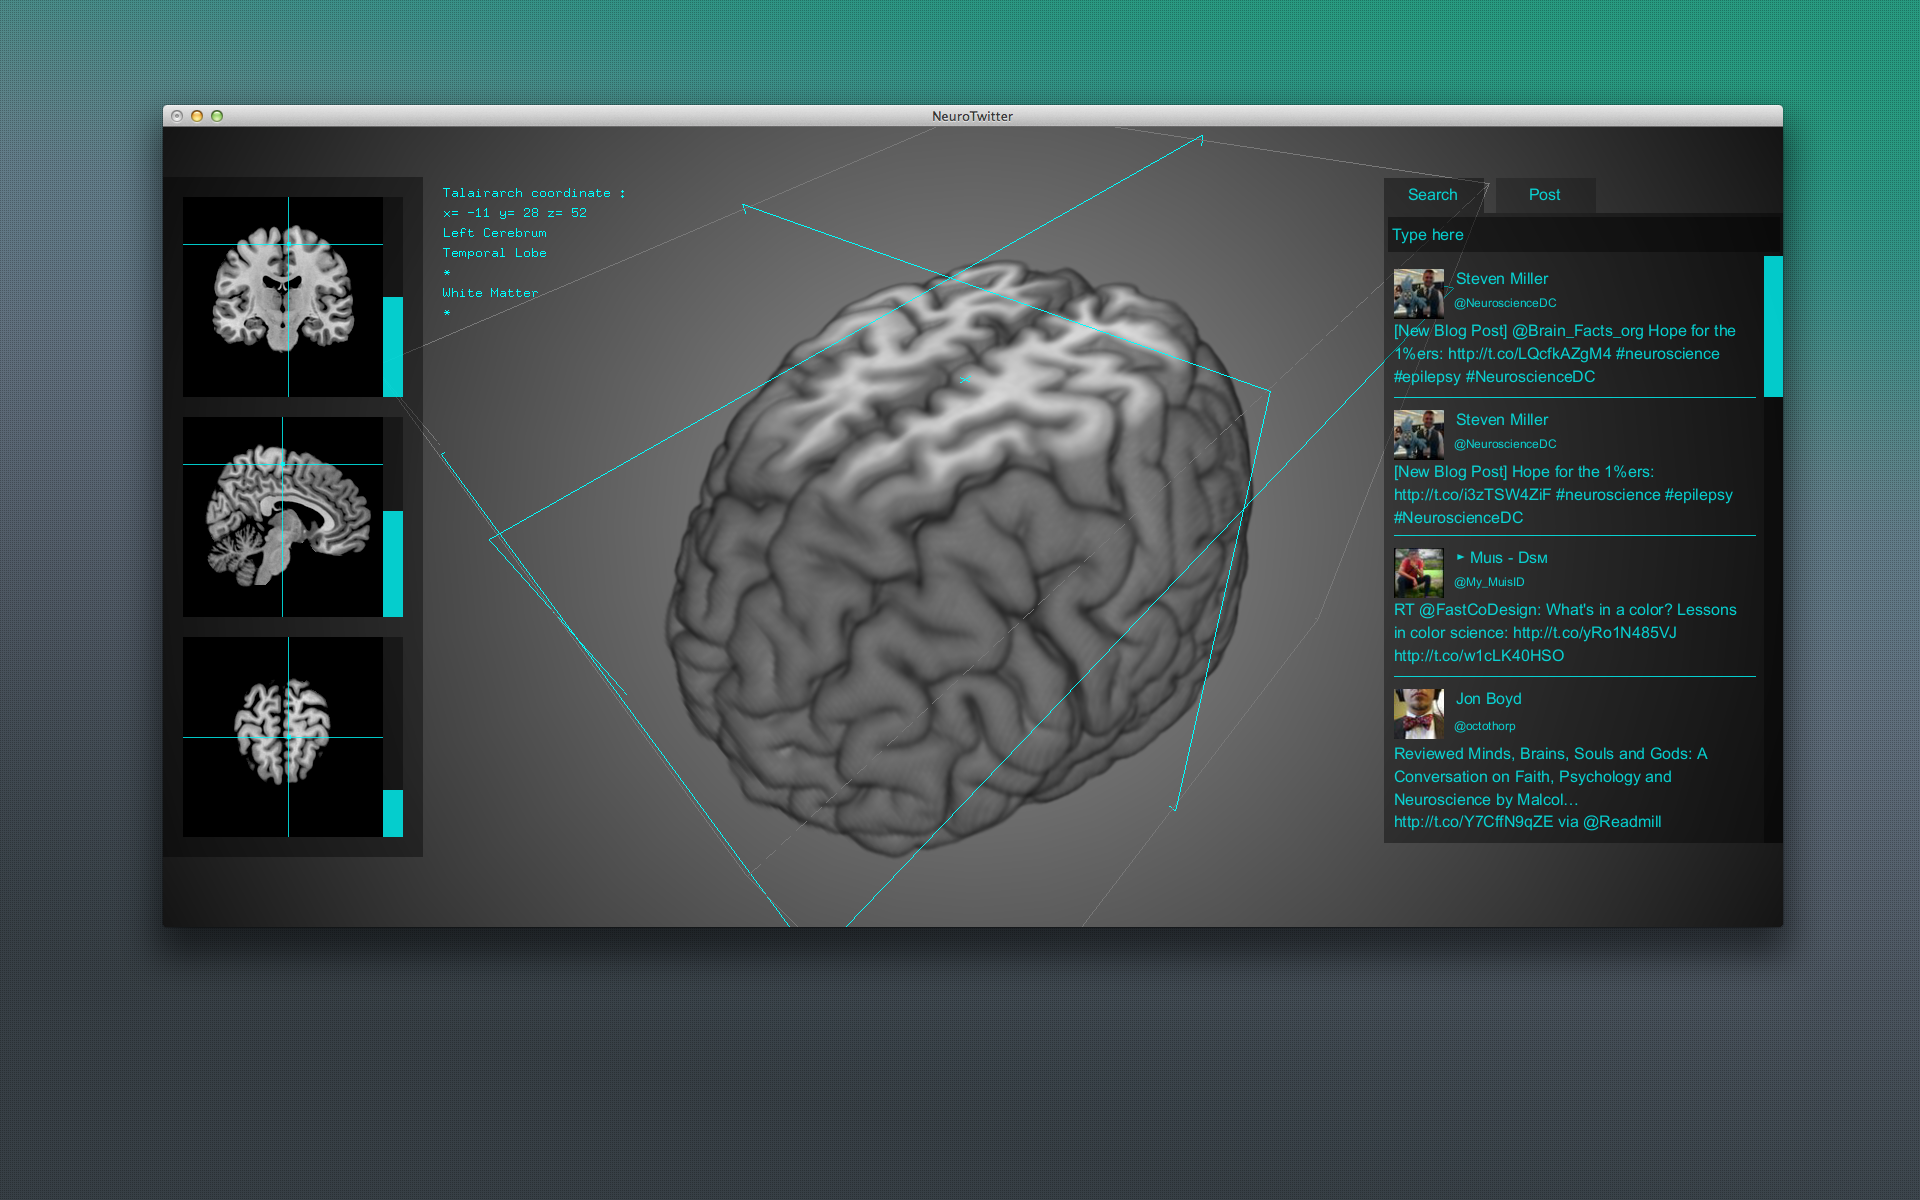 NeuroTwitter
Talairarch coordinate :
x= -11 y= 28 z= 52
Left Cerebrum
Temporal Lobe
*
White Matter
*
Search
Post
Type here
Steven Miller
@NeuroscienceDC
[New Blog Post] @Brain_Facts_org Hope for the
1%ers: http://t.co/LQcfkAZgM4 #neuroscience
#epilepsy #NeuroscienceDC
Steven Miller
@NeuroscienceDC
[New Blog Post] Hope for the 1%ers:
http://t.co/i3zTSW4ZiF #neuroscience #epilepsy
#NeuroscienceDC
► Muıs - Dsм
@My_MuisID
RT @FastCoDesign: What's in a color? Lessons
in color science: http://t.co/yRo1N485VJ
http://t.co/w1cLK40HSO
Jon Boyd
@octothorp
Reviewed Minds, Brains, Souls and Gods: A
Conversation on Faith, Psychology and
Neuroscience by Malcol…
http://t.co/Y7CffN9qZE via @Readmill